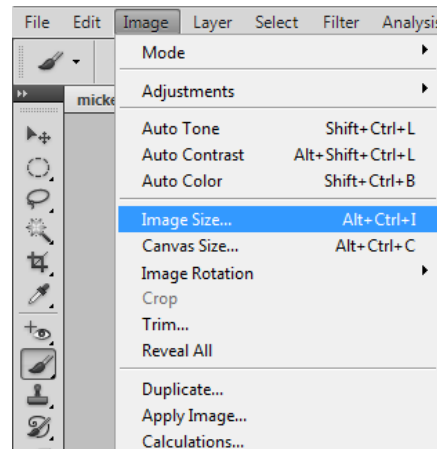 File Edit Image Layer Select Filter Analysis
Mode
micke
Adjustments
Auto Tone Shift+Ctrl+L
Auto Contrast Alt+Shift+Ctrl+L
Auto Color Shift+Ctrl+B
Image Size... Alt+Ctrl+I
Canvas Size... Alt+Ctrl+C
Image Rotation
Crop
Trim...
Reveal All
Duplicate...
Apply Image...
Calculations...